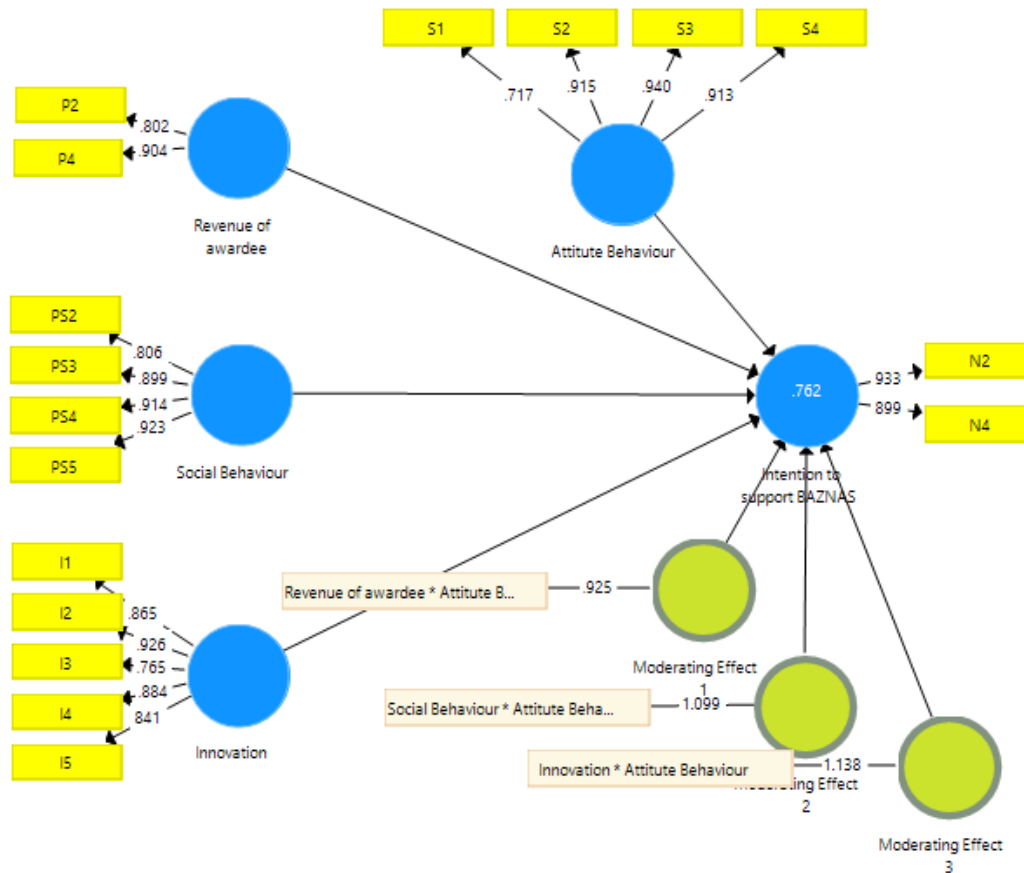 S1
S2
S3
S4
.717
.915
.940
.913
P2
P4
.802
.904
Revenue of
awardee
Attitute Behaviour
PS2
PS3
PS4
PS5
.806
.899
.914
.923
Social Behaviour
.762
933
899
N2
N4
Intention to
support BAZNAS
I1
I2
I3
I4
I5
.865
.926
.765
.884
841
Innovation
Revenue of awardee * Attitute B...
.925
Moderating Effect
1
Social Behaviour * Attitute Beha...
1.099
Innovation * Attitute Behaviour
1.138
Moderating Effect
2
Moderating Effect
3